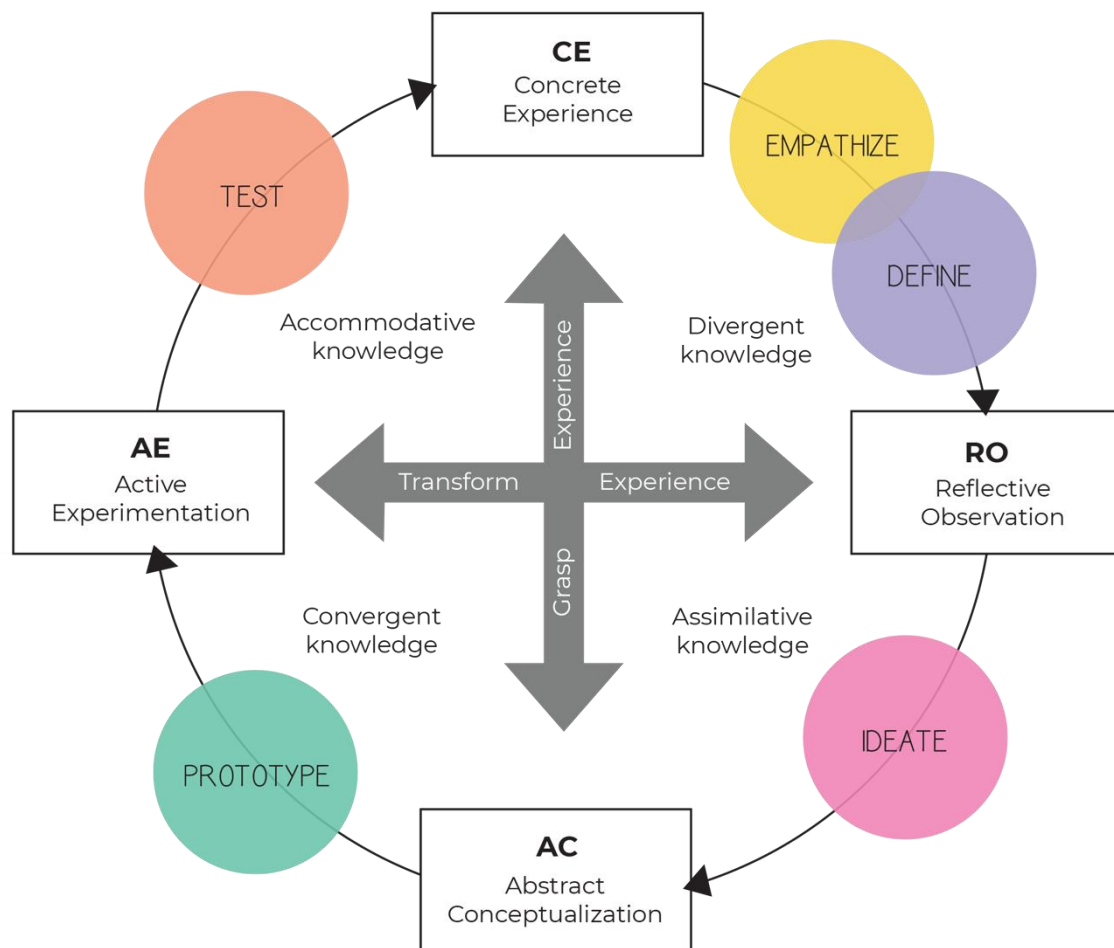 CE
Concrete
Experience
EMPATHIZE
TEST
DEFINE
Accommodative
knowledge
Divergent
knowledge
Experience
AE
Active
Experimentation
Transform
Experience
RO
Reflective
Observation
Grasp
Convergent
knowledge
Assimilative
knowledge
IDEATE
PROTOTYPE
AC
Abstract
Conceptualization